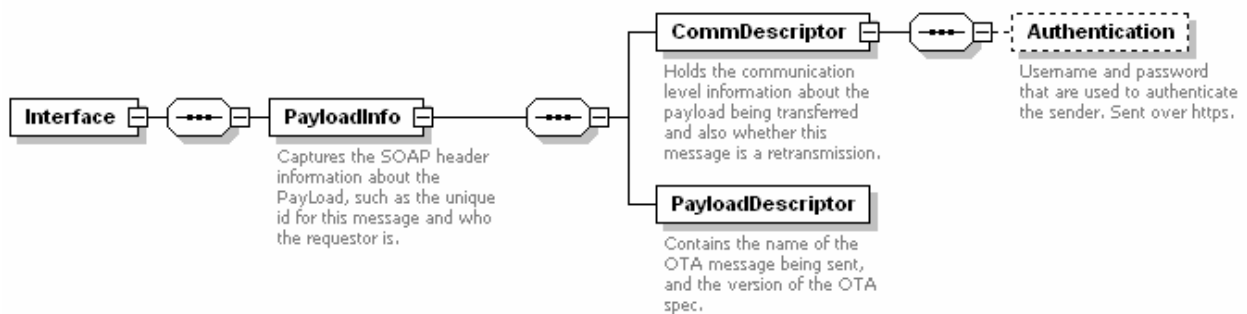 Interface
PayloadInfo
Captures the SOAP header
information about the
PayLoad, such as the unique
id for this message and who
the requestor is.
CommDescriptor
Holds the communication
level information about the
payload being transferred
and also whether this
message is a retransmission.
Authentication
Username and password
that are used to authenticate
the sender. Sent over https.
PayloadDescriptor
Contains the name of the
OTA message being sent,
and the version of the OTA
spec.